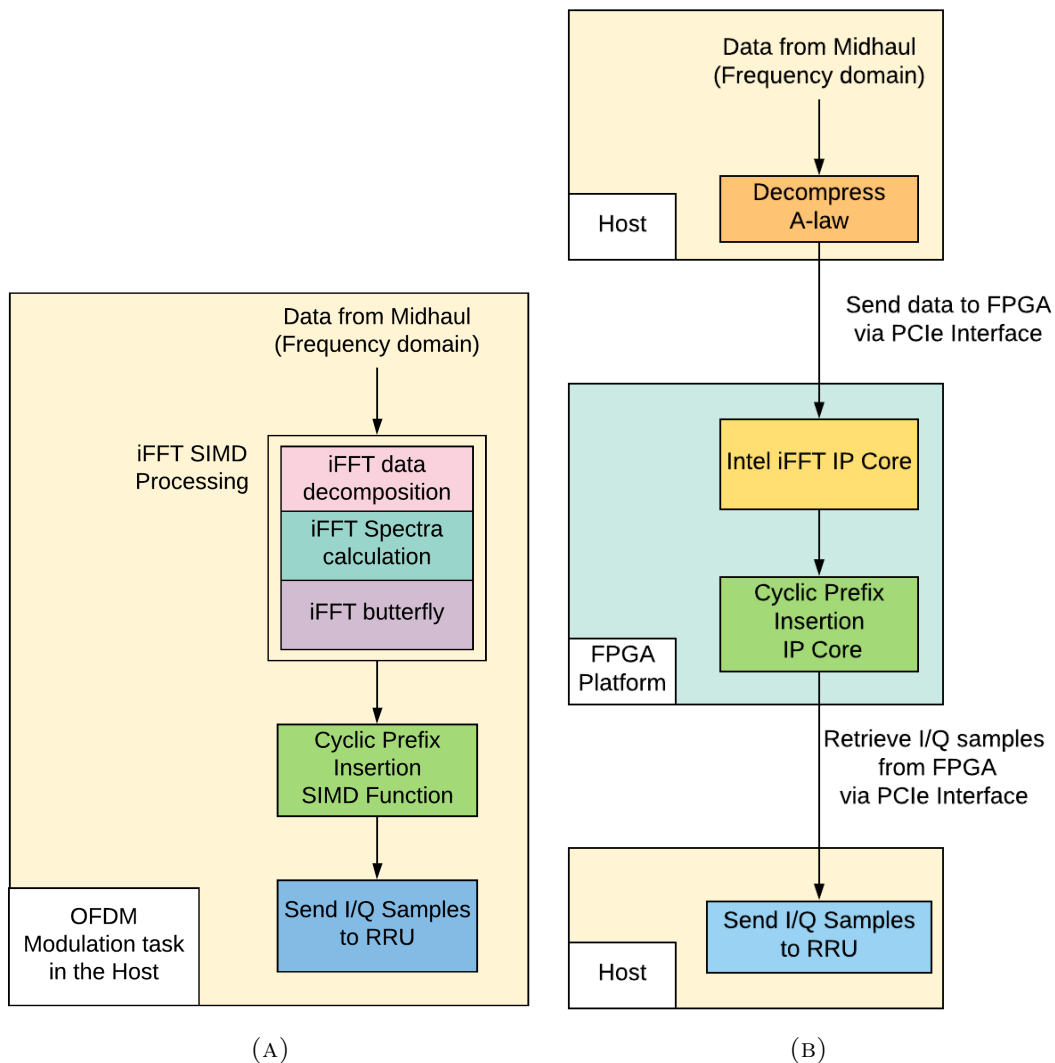 Data from Midhaul
(Frequency domain)
iFFT SIMD
Processing
iFFT data
decomposition
iFFT Spectra
calculation
iFFT butterfly
Cyclic Prefix
Insertion
SIMD Function
Send I/Q Samples
to RRU
OFDM
Modulation task
in the Host
(A)
Data from Midhaul
(Frequency domain)
Decompress
A-law
Host
Send data to FPGA
via PCIe Interface
Intel iFFT IP Core
Cyclic Prefix
Insertion
IP Core
FPGA
Platform
Retrieve I/Q samples
from FPGA
via PCIe Interface
Send I/Q Samples
to RRU
Host
(B)